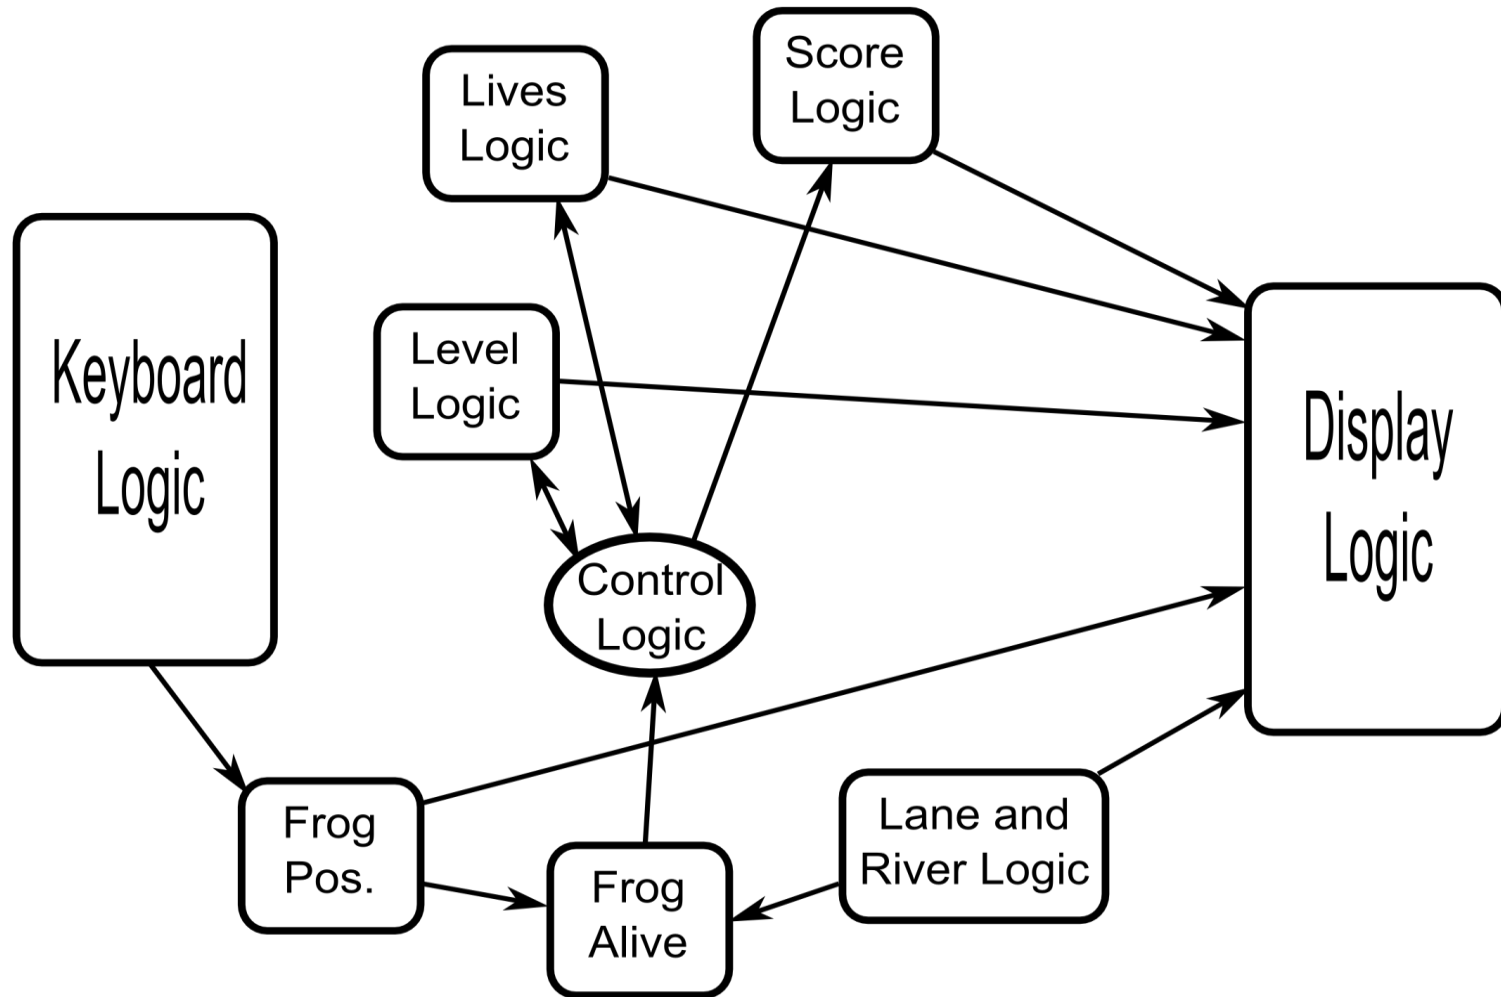 Score
Logic
Lives
Logic
Keyboard
Logic
Level
Logic
Display
Logic
Control
Logic
Frog
Pos.
Frog
Alive
Lane and
River Logic